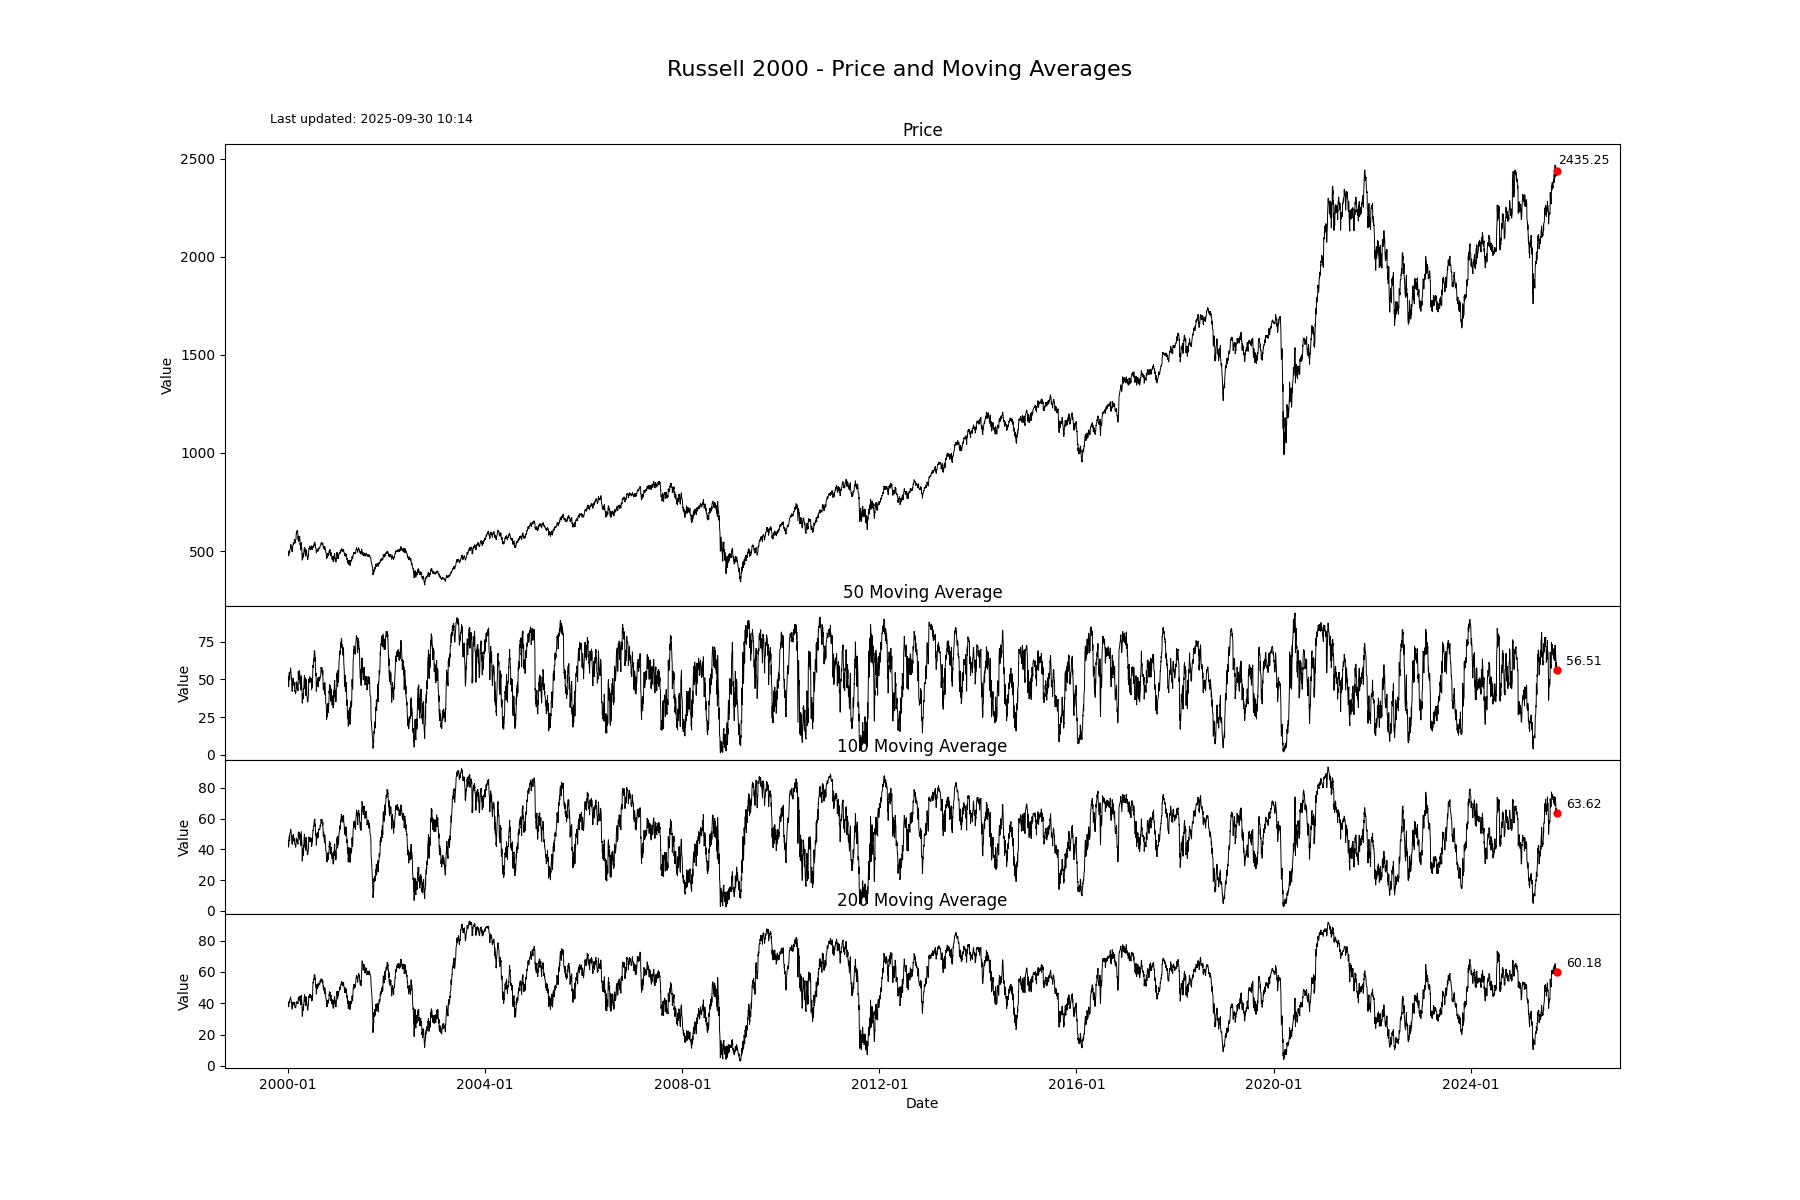 Russell 2000 - Price and Moving Averages
Last updated: 2025-09-30 10:14
Price
2500
2000
1500
1000
500
Value
2435.25
50 Moving Average
75
50
25
0
Value
56.51
100 Moving Average
80
60
40
20
0
Value
63.62
200 Moving Average
80
60
40
20
0
Value
60.18
2000-01 2004-01 2008-01 2012-01 2016-01 2020-01 2024-01
Date